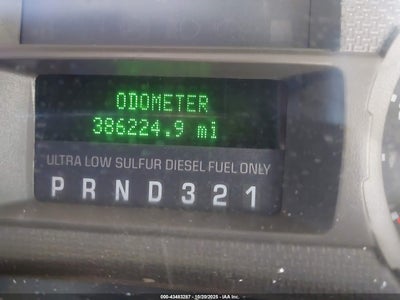 ODOMETER
386224.9 mi
ULTRA LOW SULFUR DIESEL FUEL ONLY
P R N D 3 2 1
000-43483287 - 10/20/2025 - IAA Inc.